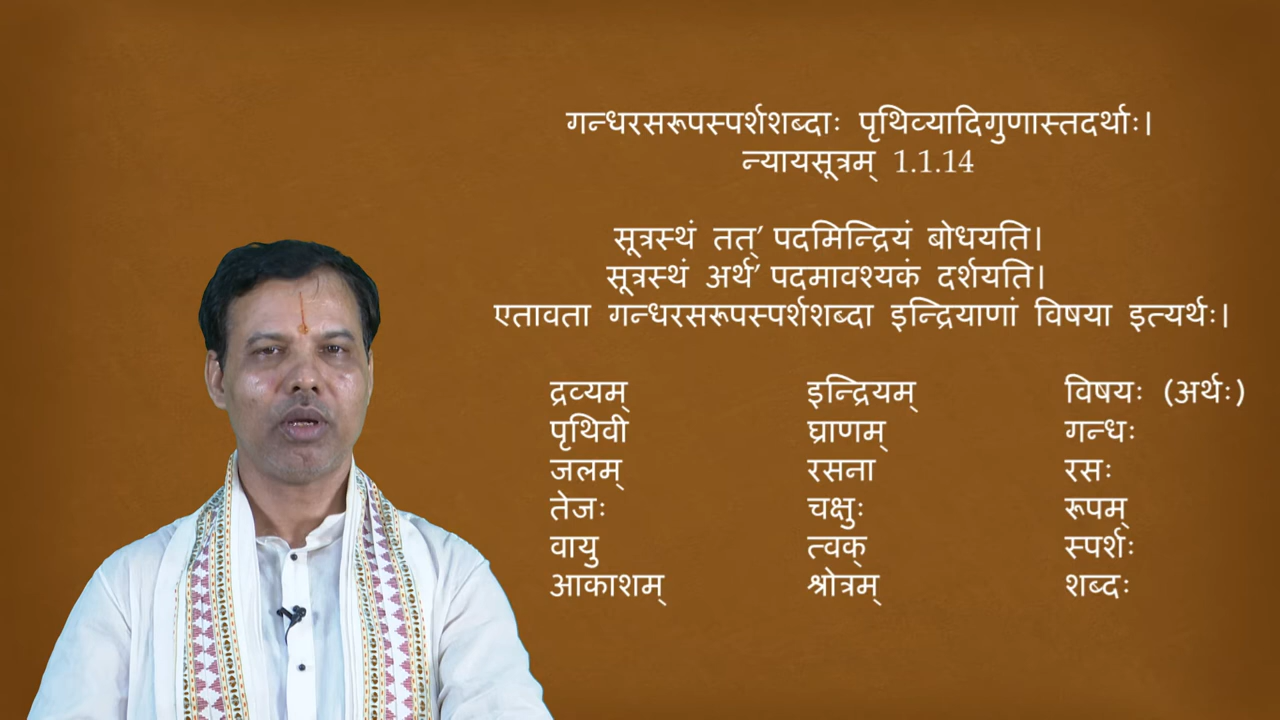 गन्धरसरूपस्पर्शशब्दाः पृथिव्यादिगुणास्तदर्थाः।
न्यायसूत्रम् 1.1.14
सूत्रस्थं तत्’ पदमिन्द्रियं बोधयति।
सूत्रस्थं अर्थ’ पदमावश्यकं दर्शयति।
एतावता गन्धरसरूपस्पर्शशब्दा इन्द्रियाणां विषया इत्यर्थः।
द्रव्यम् इन्द्रियम् विषयः (अर्थः)
पृथिवी घ्राणम् गन्धः
जलम् रसना रसः
तेजः चक्षुः रूपम्
वायु त्वक् स्पर्शः
आकाशम् श्रोत्रम् शब्दः